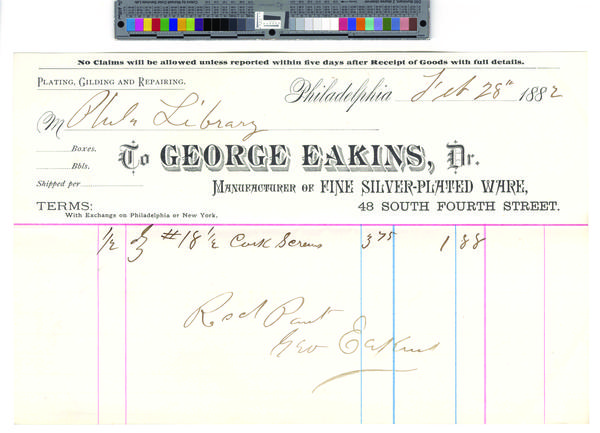 No Claims will be allowed unless reported within five days after Receipt of Goods with full details.
PLATING, GILDING AND REPAIRING.
Philadelphia Feb 28" 1882
M Phila Library
Boxes.
Bbls.
To GEORGE EAKINS, Dr.
Shipped per
MANUFACTURER OF FINE SILVER-PLATED WARE,
TERMS:
48 SOUTH FOURTH STREET.
With Exchange on Philadelphia or New York.
1/2 #18 1/2 Cork Screws 3 75 1 88
Recd Paymt
Geo Eakins